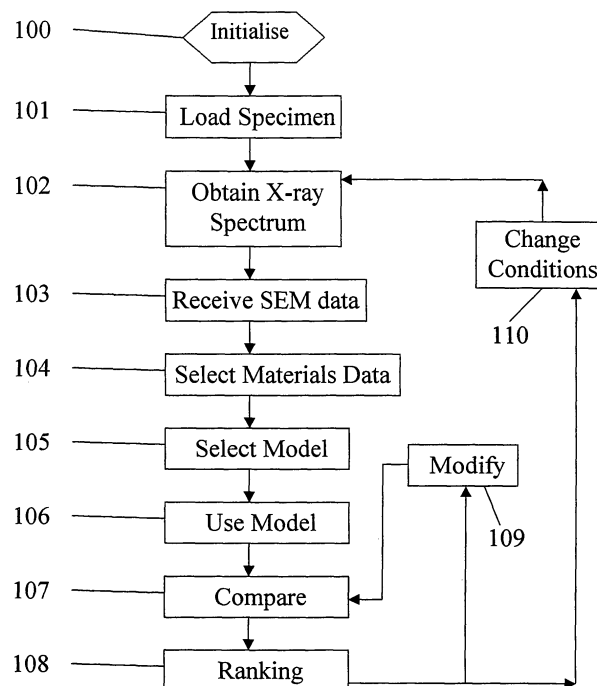 100
Initialise
101
Load Specimen
102
Obtain X-ray
Spectrum
Change
Conditions
110
103
Receive SEM data
104
Select Materials Data
105
Select Model
Modify
109
106
Use Model
107
Compare
108
Ranking